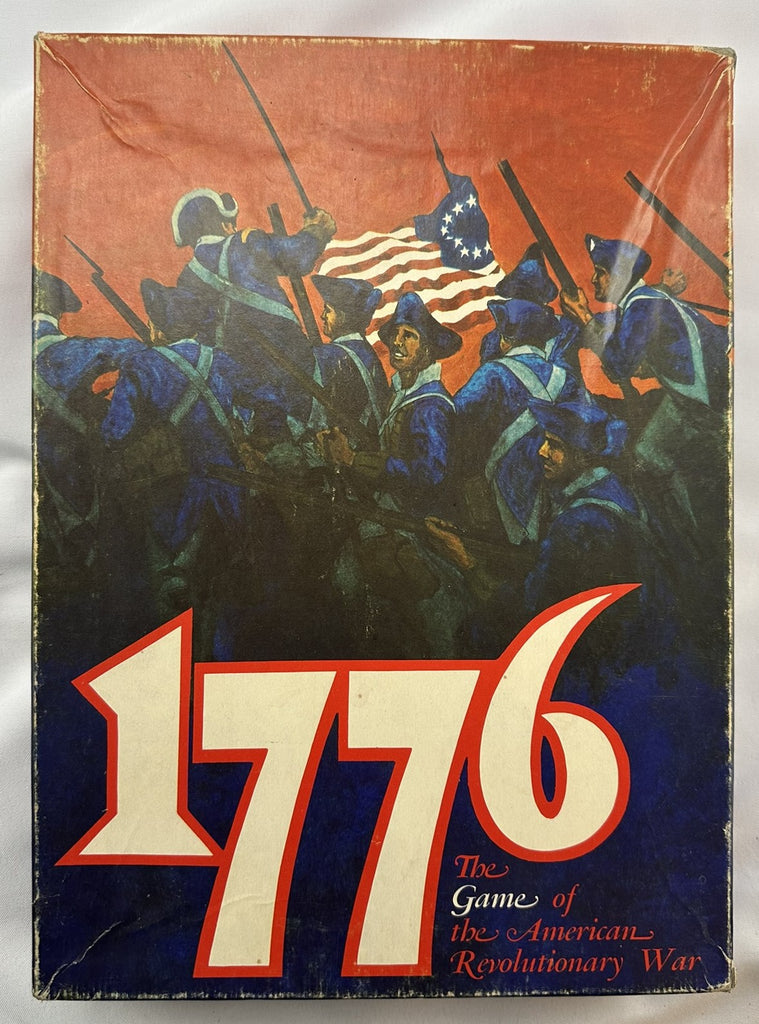 1776
The
Game of
the American
Revolutionary War